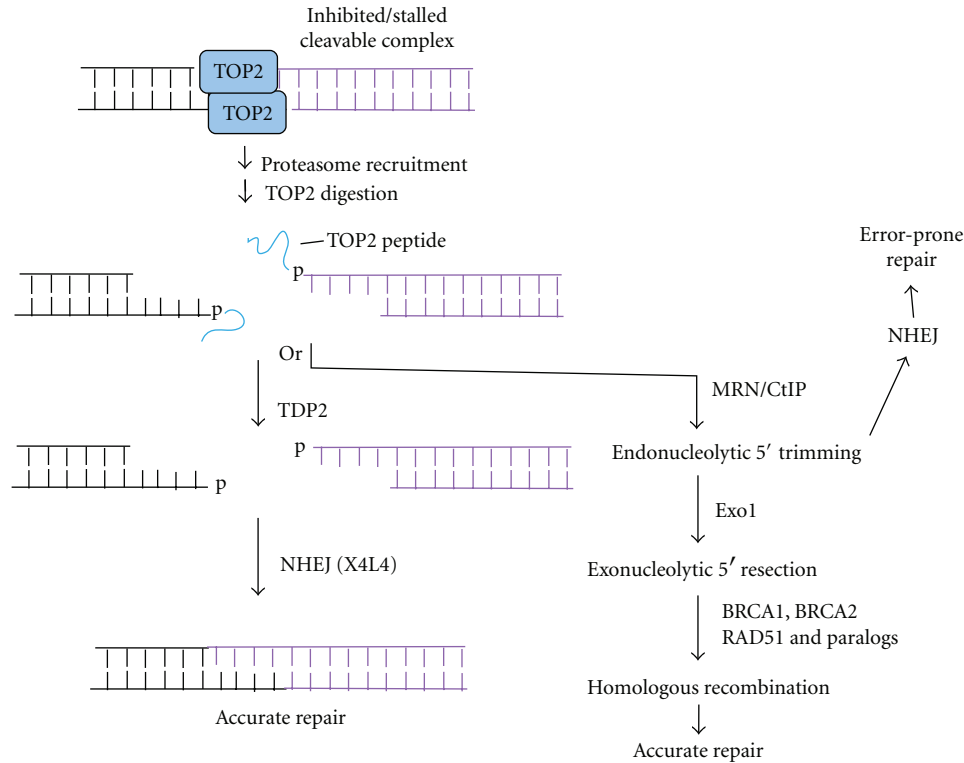 Inhibited/stalled
cleavable complex
TOP2
TOP2
Proteasome recruitment
TOP2 digestion
TOP2 peptide
p
p
Or
TDP2
p
p
NHEJ (X4L4)
Accurate repair
MRN/CtIP
Endonucleolytic 5′ trimming
NHEJ
Error-prone
repair
Exo1
Exonucleolytic 5′ resection
BRCA1, BRCA2
RAD51 and paralogs
Homologous recombination
Accurate repair